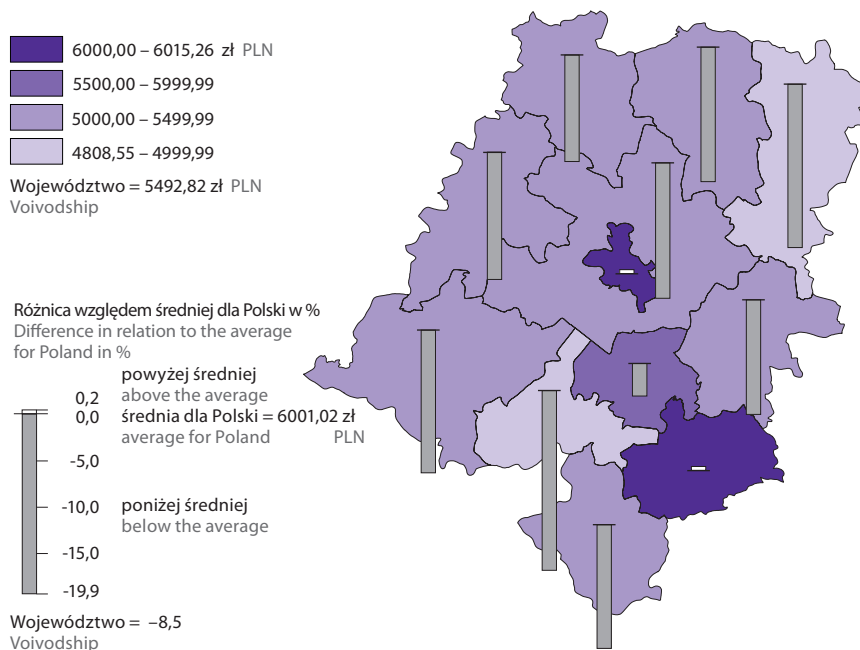 6000,00 – 6015,26 zł PLN
5500,00 – 5999,99
5000,00 – 5499,99
4808,55 – 4999,99
Województwo = 5492,82 zł PLN
Voivodship
Różnica względem średniej dla Polski w %
Difference in relation to the average
for Poland in %
powyżej średniej
0,2 above the average
0,0 średnia dla Polski = 6001,02 zł
average for Poland PLN
-5,0
-10,0 poniżej średniej
below the average
-15,0
-19,9
Województwo = –8,5
Voivodship